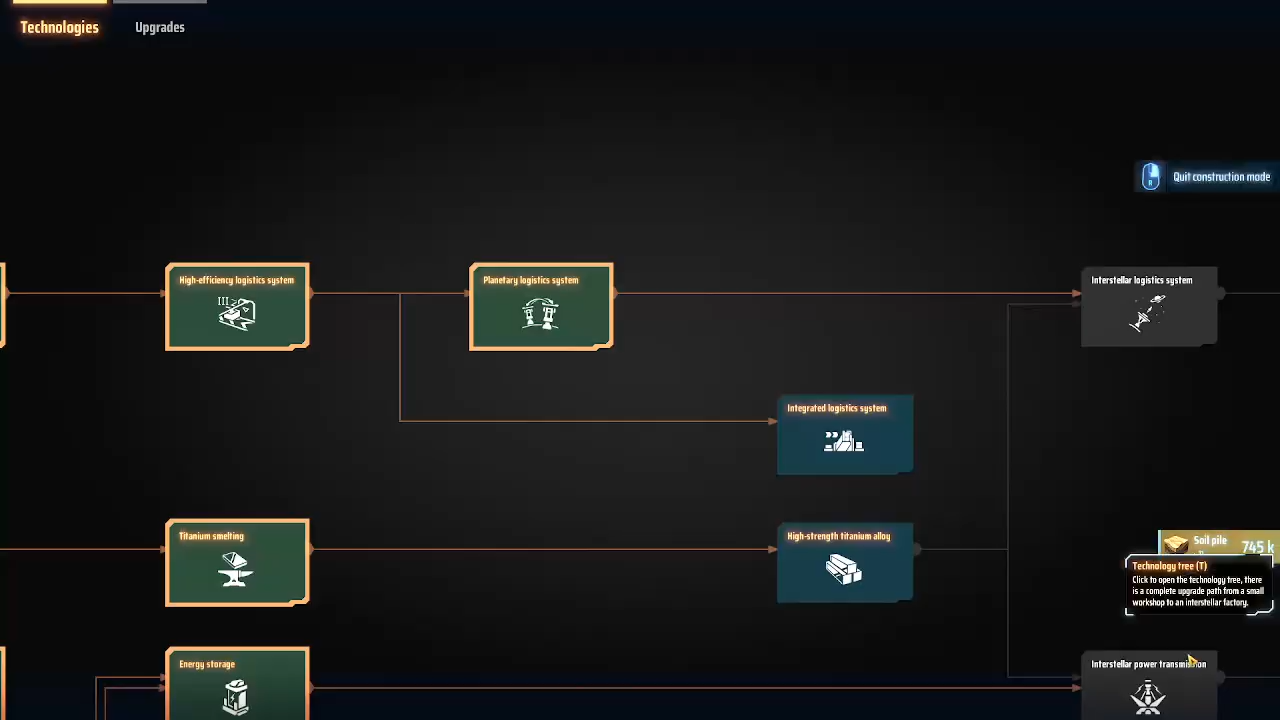 Technologies
Upgrades
Quit construction mode
High-efficiency logistics system
Planetary logistics system
Interstellar logistics system
III
Integrated logistics system
Titanium smelting
High-strength titanium alloy
Soil pile
745 k
Technology tree (T)
Click to open the technology tree, there
is a complete upgrade path from a small
workshop to an interstellar factory.
Energy storage
Interstellar power transmission